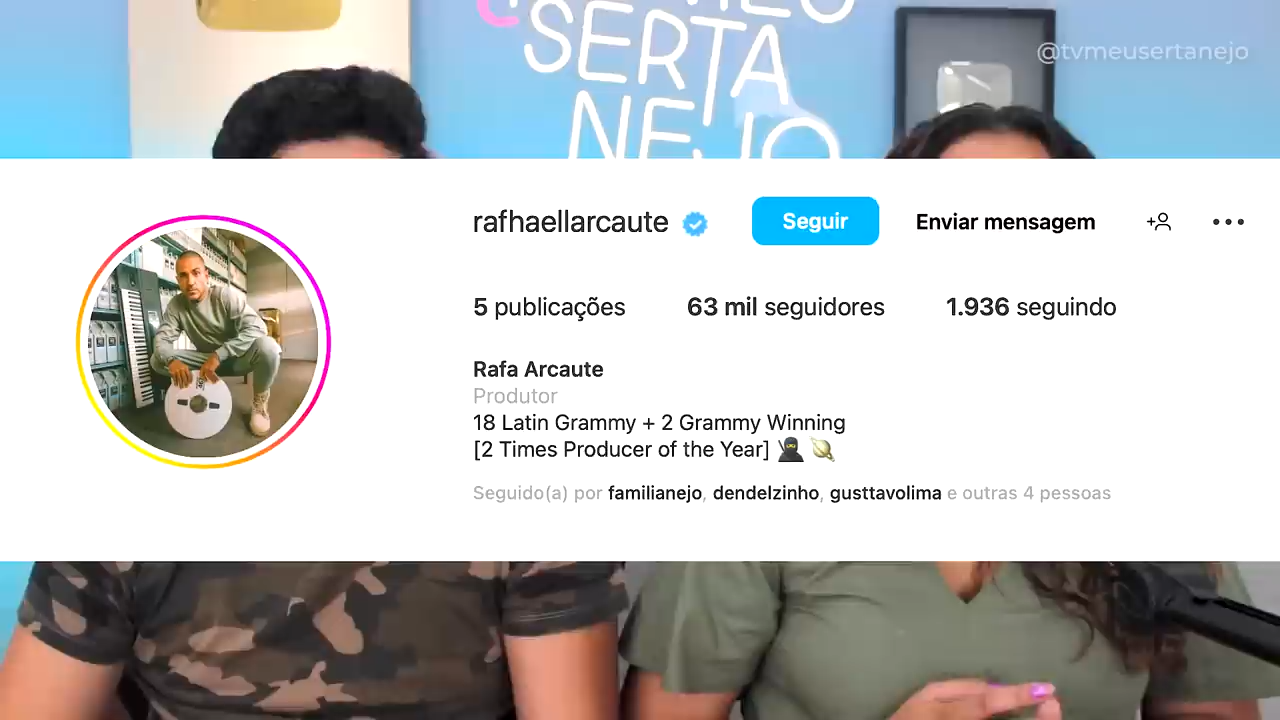 SERTA
NEJO
@tvmeusertanejo
rafhaellarcaute
Seguir
Enviar mensagem
5 publicações
63 mil seguidores
1.936 seguindo
Rafa Arcaute
Produtor
18 Latin Grammy + 2 Grammy Winning
[2 Times Producer of the Year] 🥷 🪐
Seguido(a) por familianejo, dendelzinho, gusttavolima e outras 4 pessoas